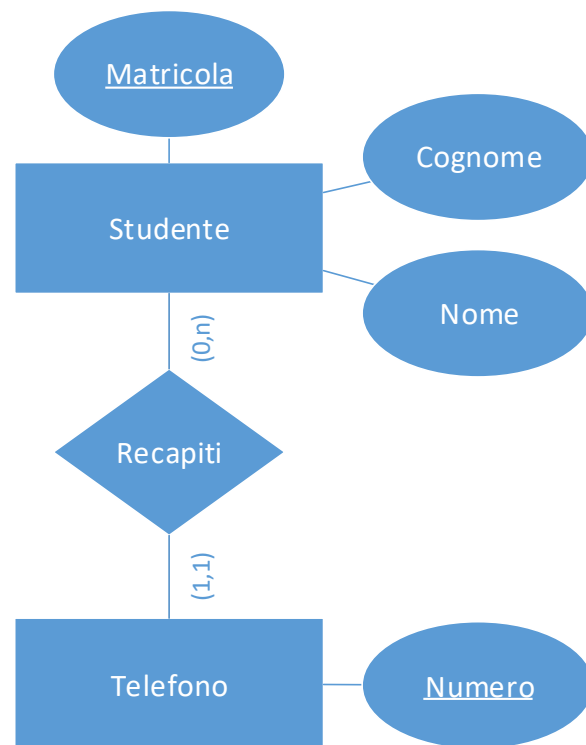 Matricola
Cognome
Studente
Nome
(0,n)
Recapiti
(1,1)
Telefono
Numero